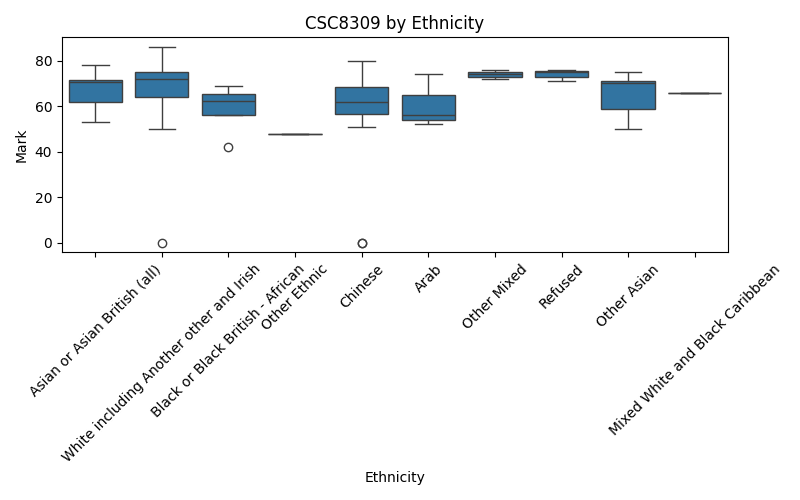 CSC8309 by Ethnicity
Mark
80
60
40
20
0
Asian or Asian British (all)
White including Another other and Irish
Black or Black British - African
Other Ethnic
Chinese
Arab
Other Mixed
Refused
Other Asian
Mixed White and Black Caribbean
Ethnicity